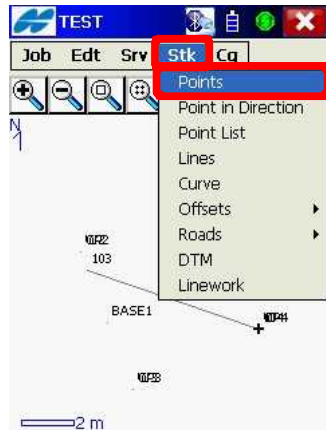 TEST
Job Edt Srv Stk Cg
Points
Point in Direction
Point List
Lines
Curve
Offsets
Roads
DTM
Linework
N
103
BASE1
2 m